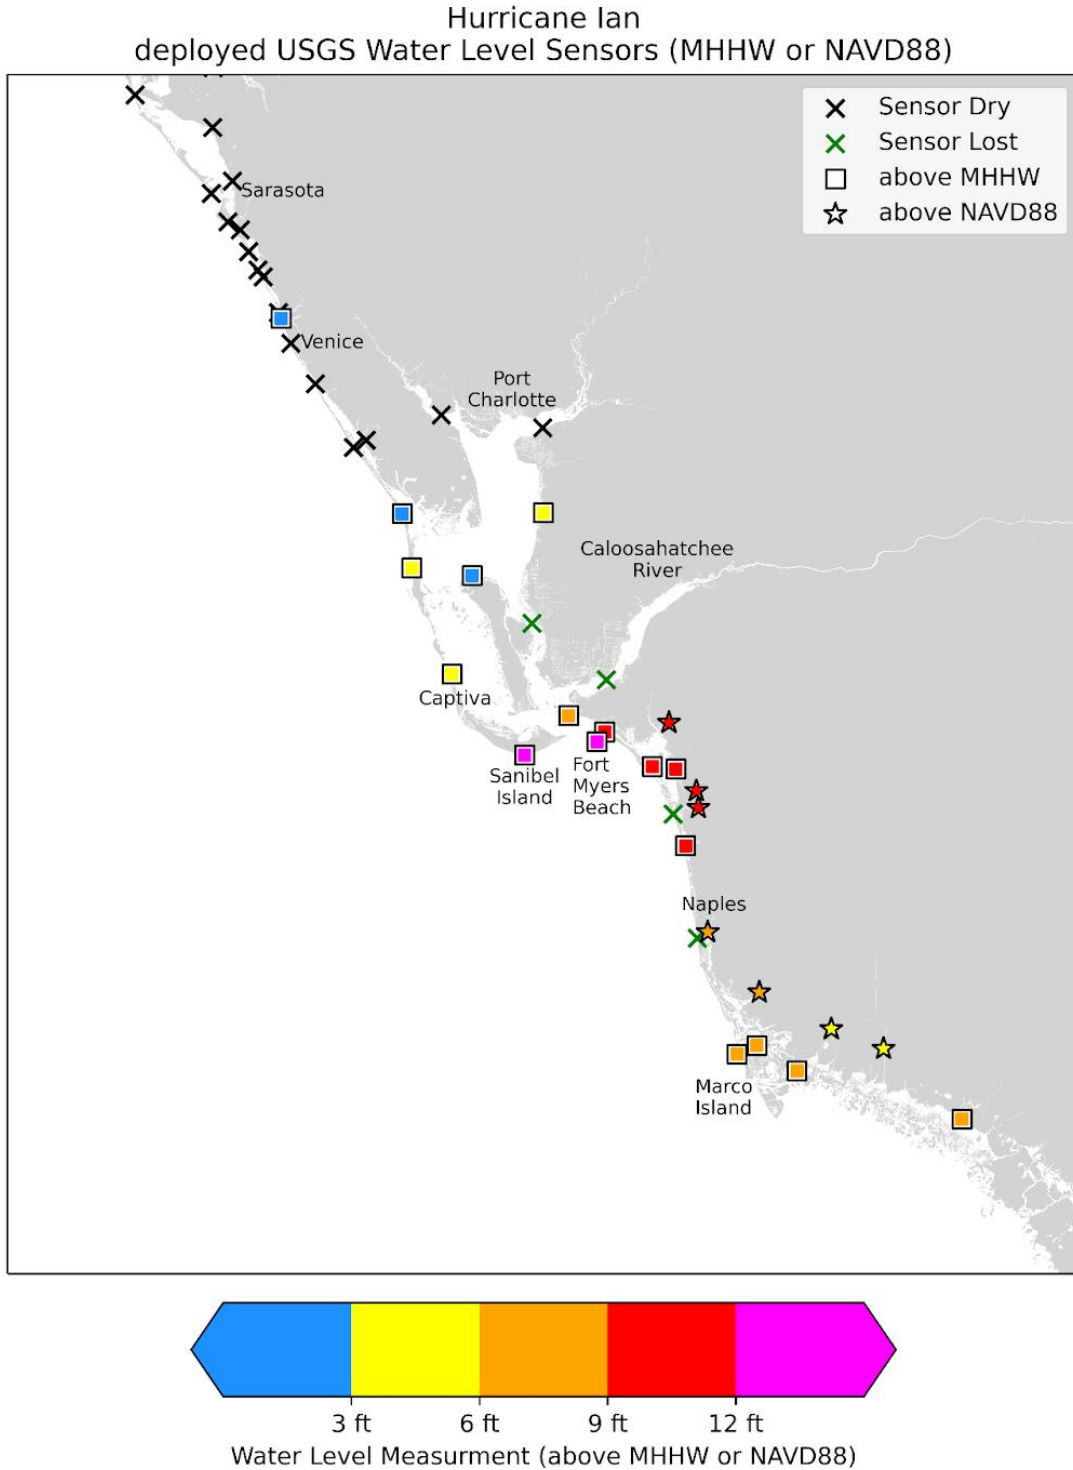 Hurricane Ian
deployed USGS Water Level Sensors (MHHW or NAVD88)
Sensor Dry
Sensor Lost
above MHHW
above NAVD88
Sarasota
Venice
Port
Charlotte
Caloosahatchee
River
Captiva
Sanibel
Island
Fort
Myers
Beach
Naples
Marco
Island
3 ft
6 ft
9 ft
12 ft
Water Level Measurment (above MHHW or NAVD88)